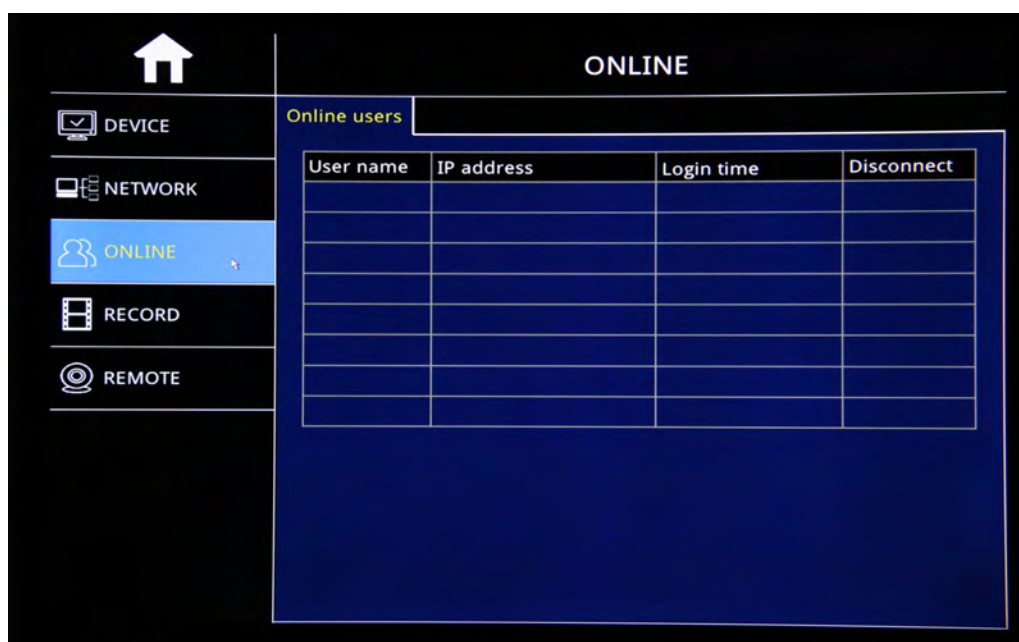 ONLINE
DEVICE
NETWORK
ONLINE
RECORD
REMOTE
Online users
User name IP address Login time Disconnect